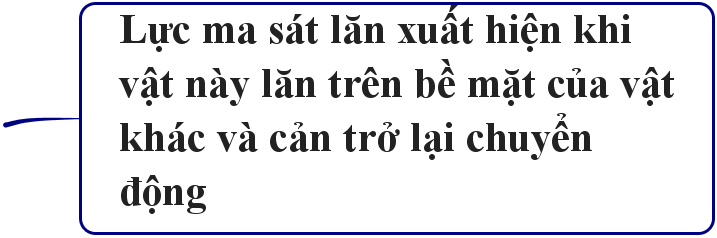 Lực ma sát lăn xuất hiện khi
vật này lăn trên bề mặt của vật
khác và cản trở lại chuyển
động